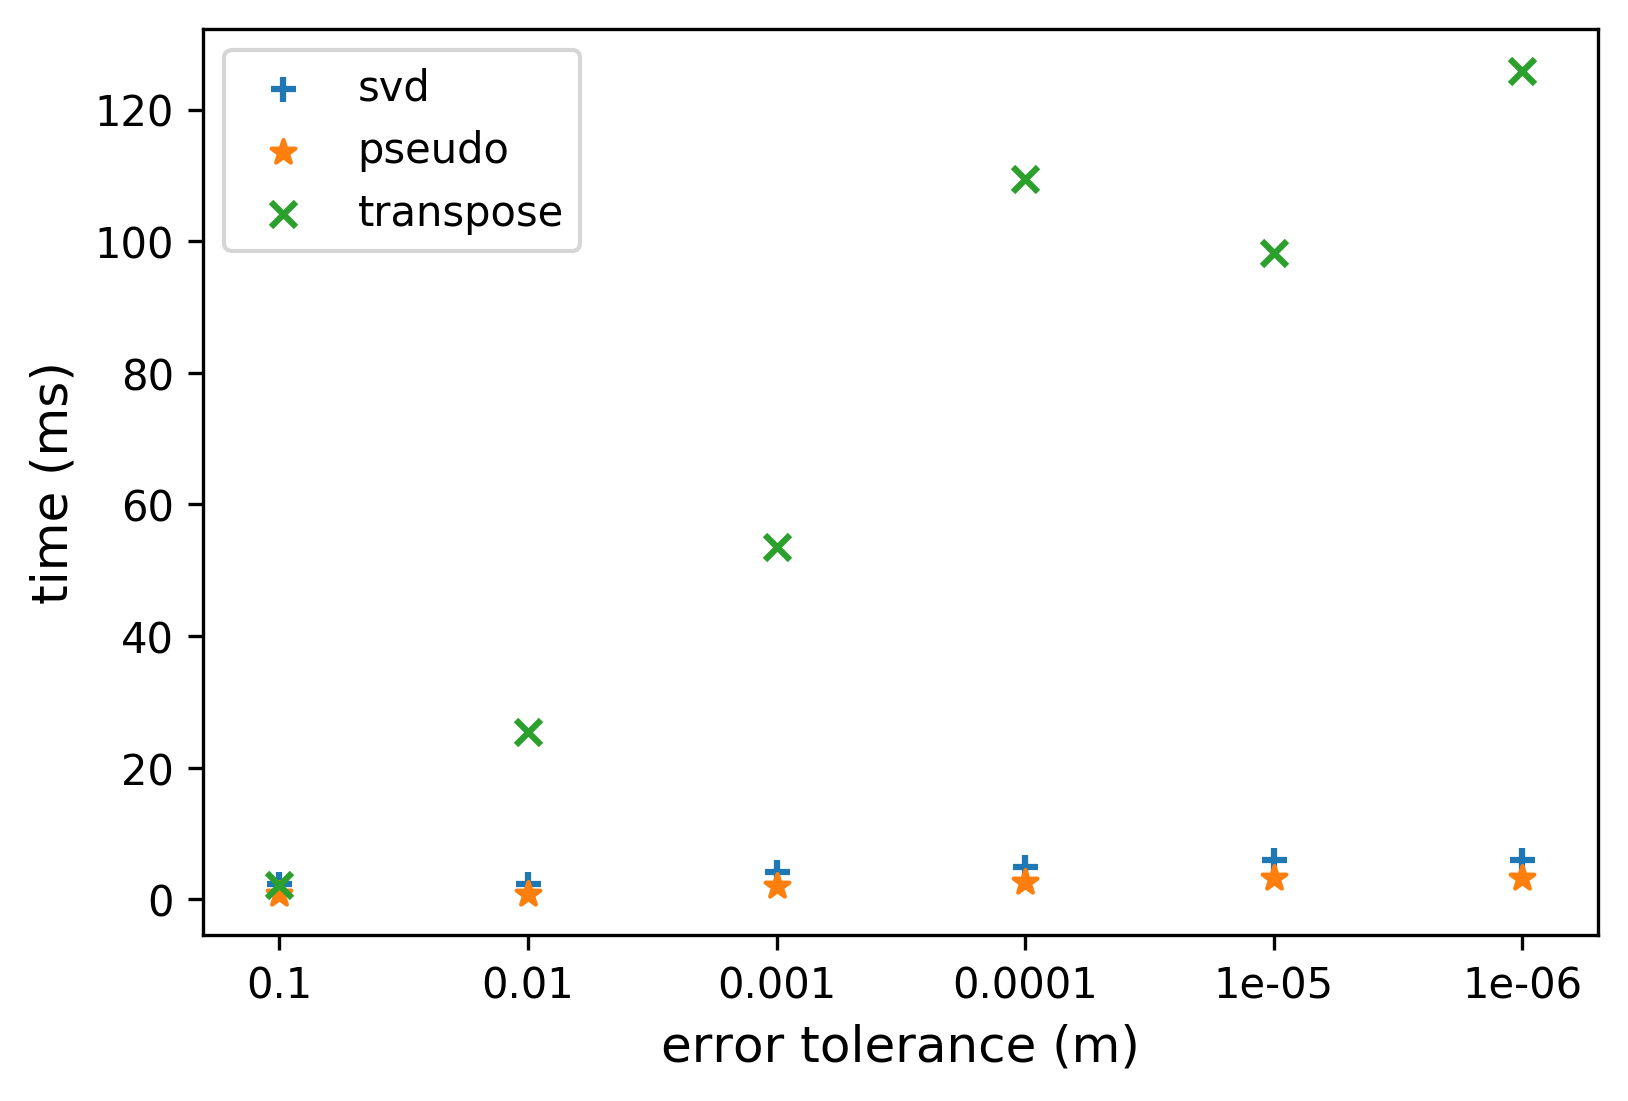 svd
pseudo
transpose
120
100
80
60
40
20
0
time (ms)
0.1 0.01 0.001 0.0001 1e-05 1e-06
error tolerance (m)